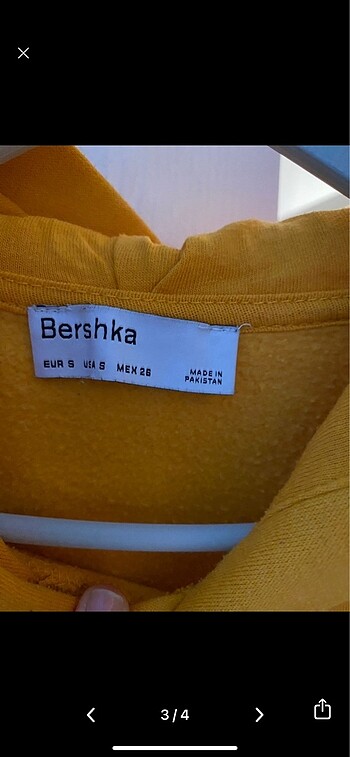 Bershka
EUR S USA S MEX 26
MADE IN
PAKISTAN
3/4